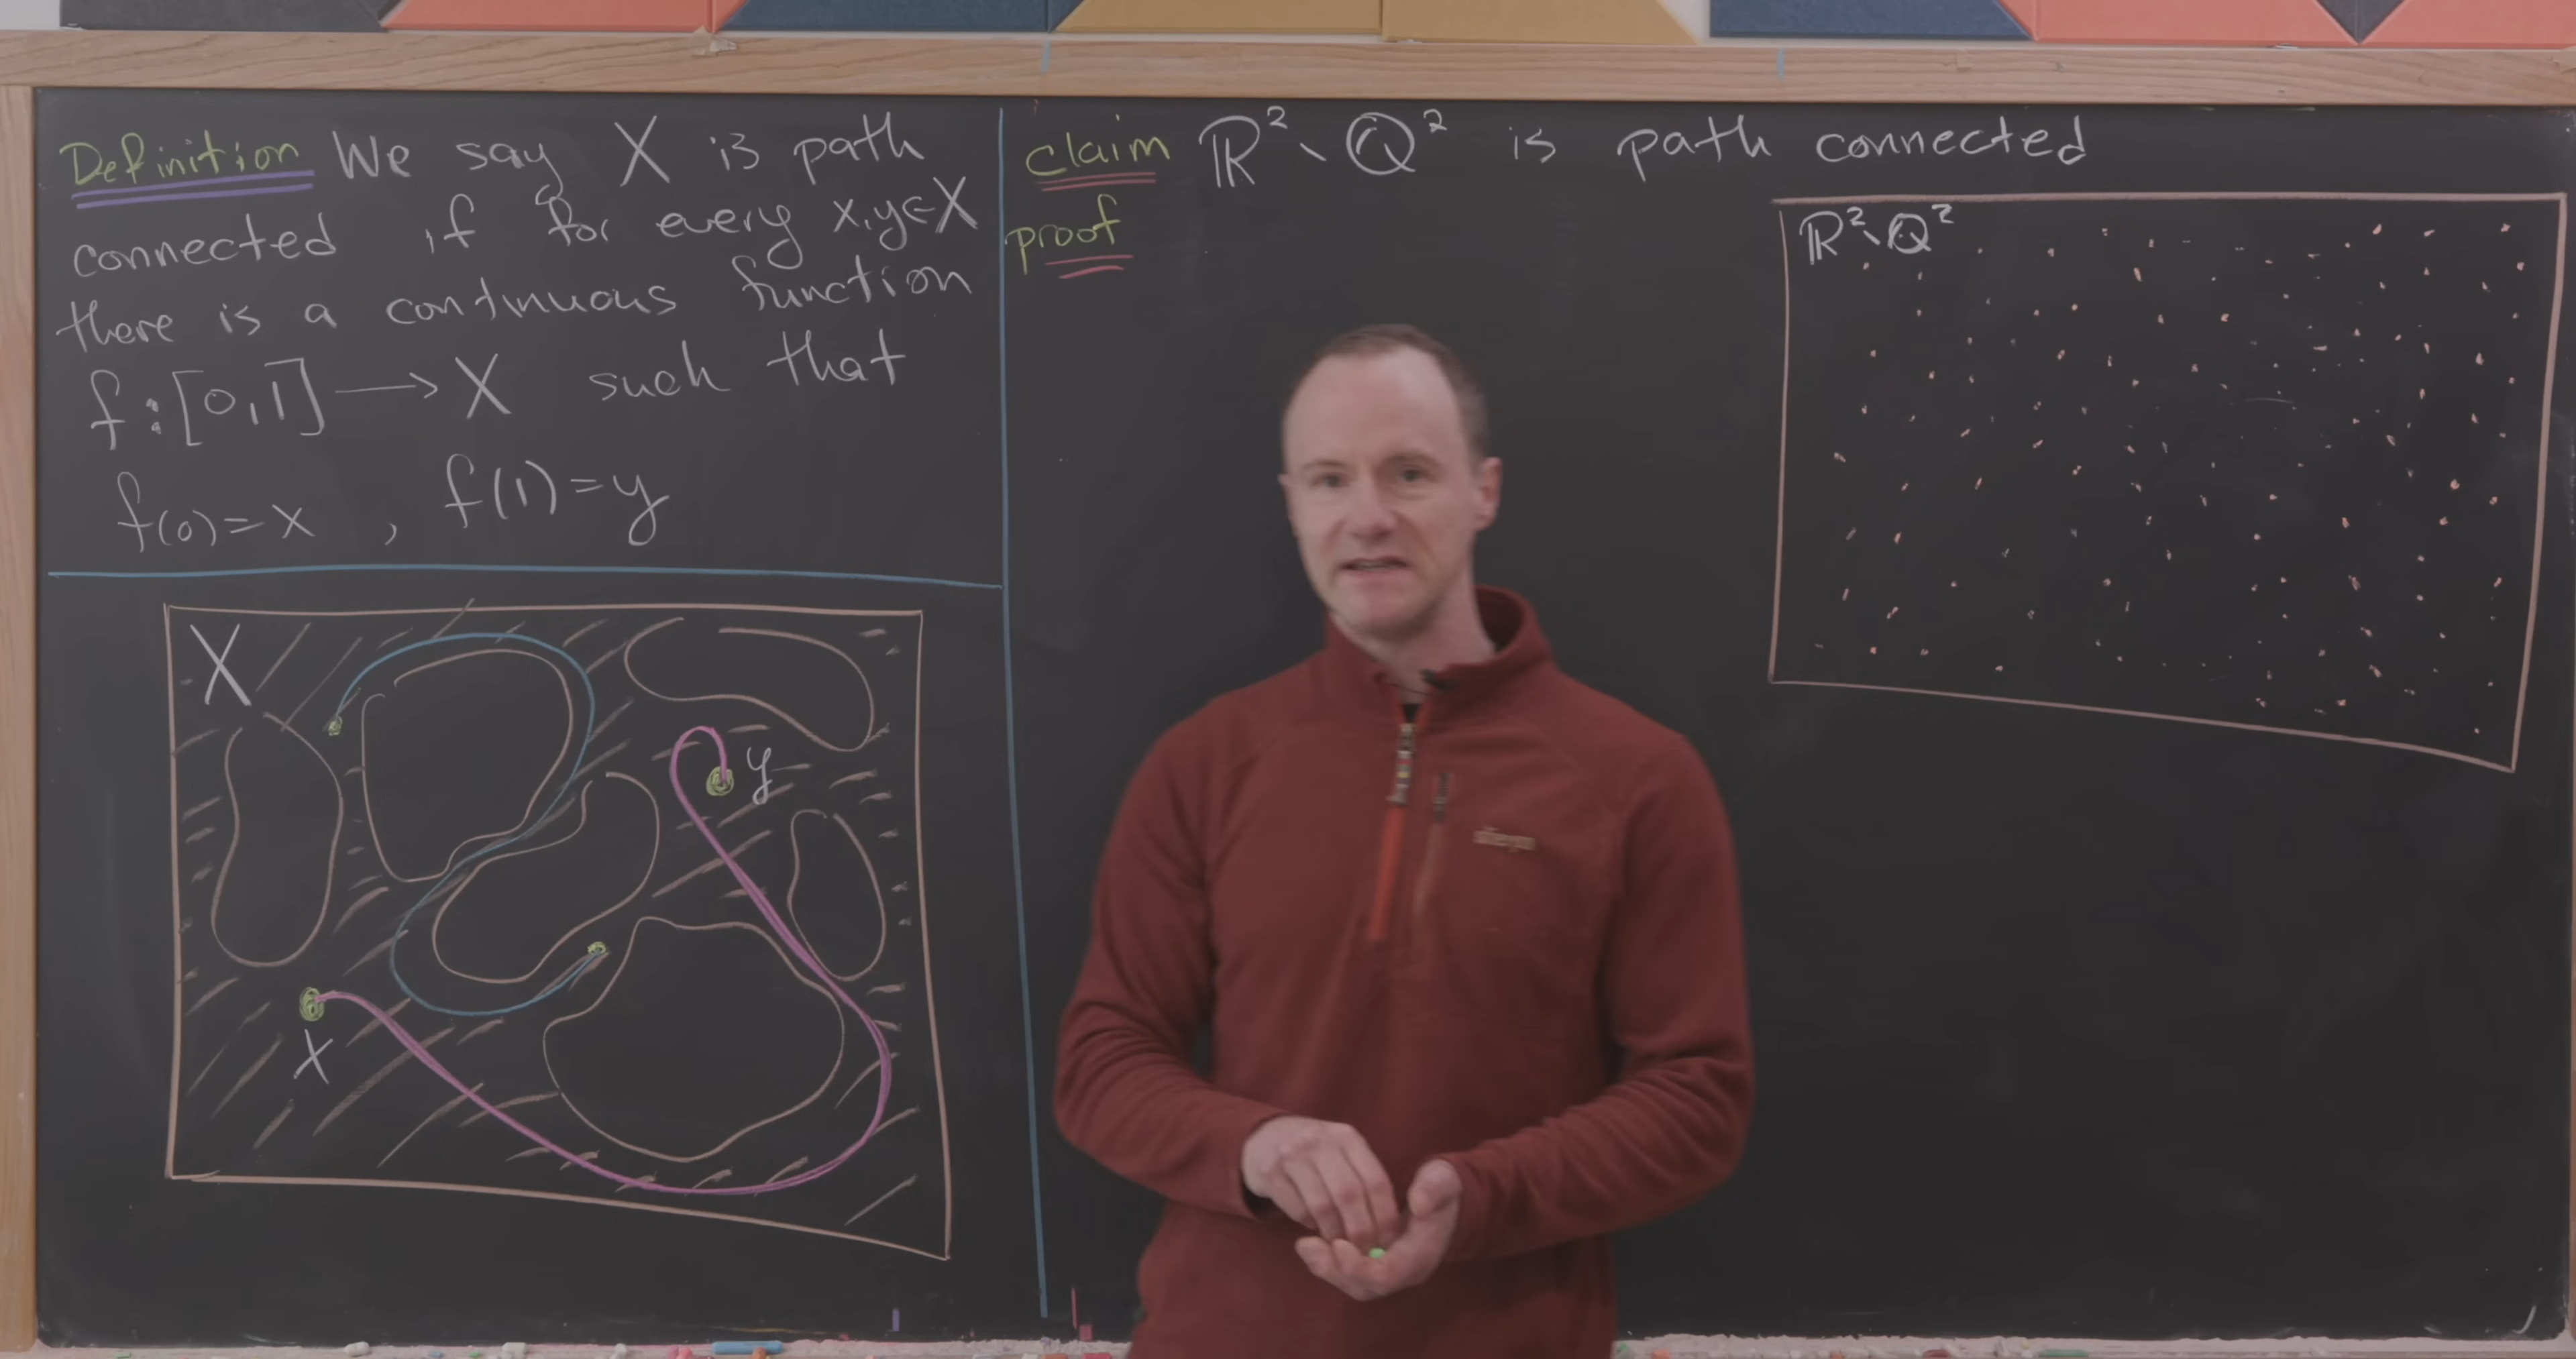 Definition We say X is path
connected if for every x,y∈X
there is a continuous function
f:[0,1]⟶X such that
f(0)=x , f(1)=y
X
y
x
claim ℝ²∖ℚ² is path connected
proof
ℝ²∖ℚ²